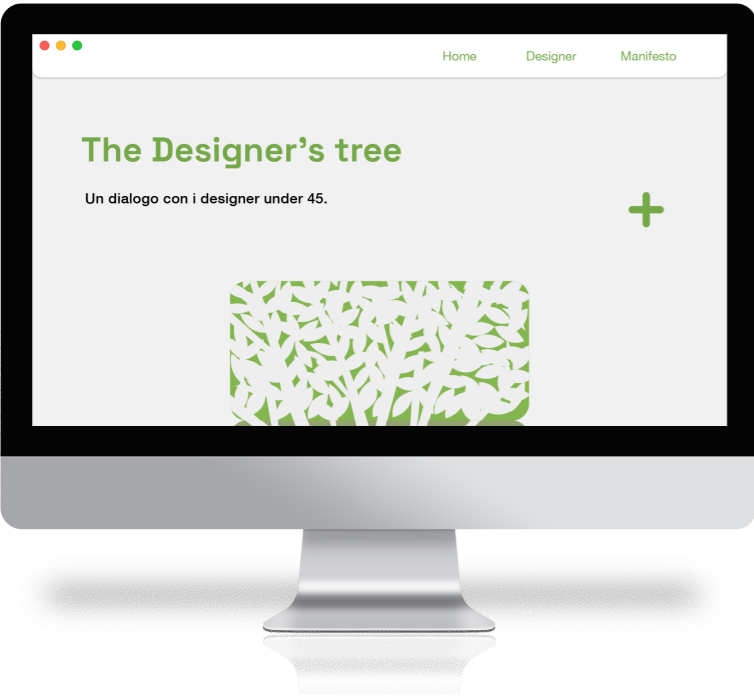 Home Designer Manifesto
The Designer’s tree
Un dialogo con i designer under 45.